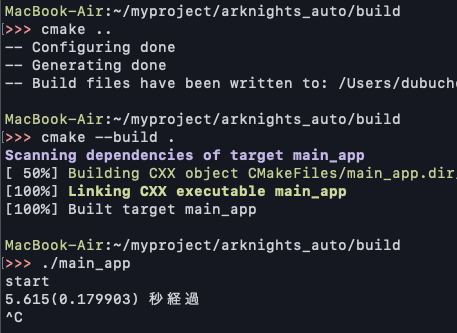 MacBook-Air:~/myproject/arknights_auto/build
>>> cmake ..
-- Configuring done
-- Generating done
-- Build files have been written to: /Users/dubuch
MacBook-Air:~/myproject/arknights_auto/build
>>> cmake --build .
Scanning dependencies of target main_app
[ 50%] Building CXX object CMakeFiles/main_app.dir
[100%] Linking CXX executable main_app
[100%] Built target main_app
MacBook-Air:~/myproject/arknights_auto/build
>>> ./main_app
start
5.615(0.179903) 秒経過
^C